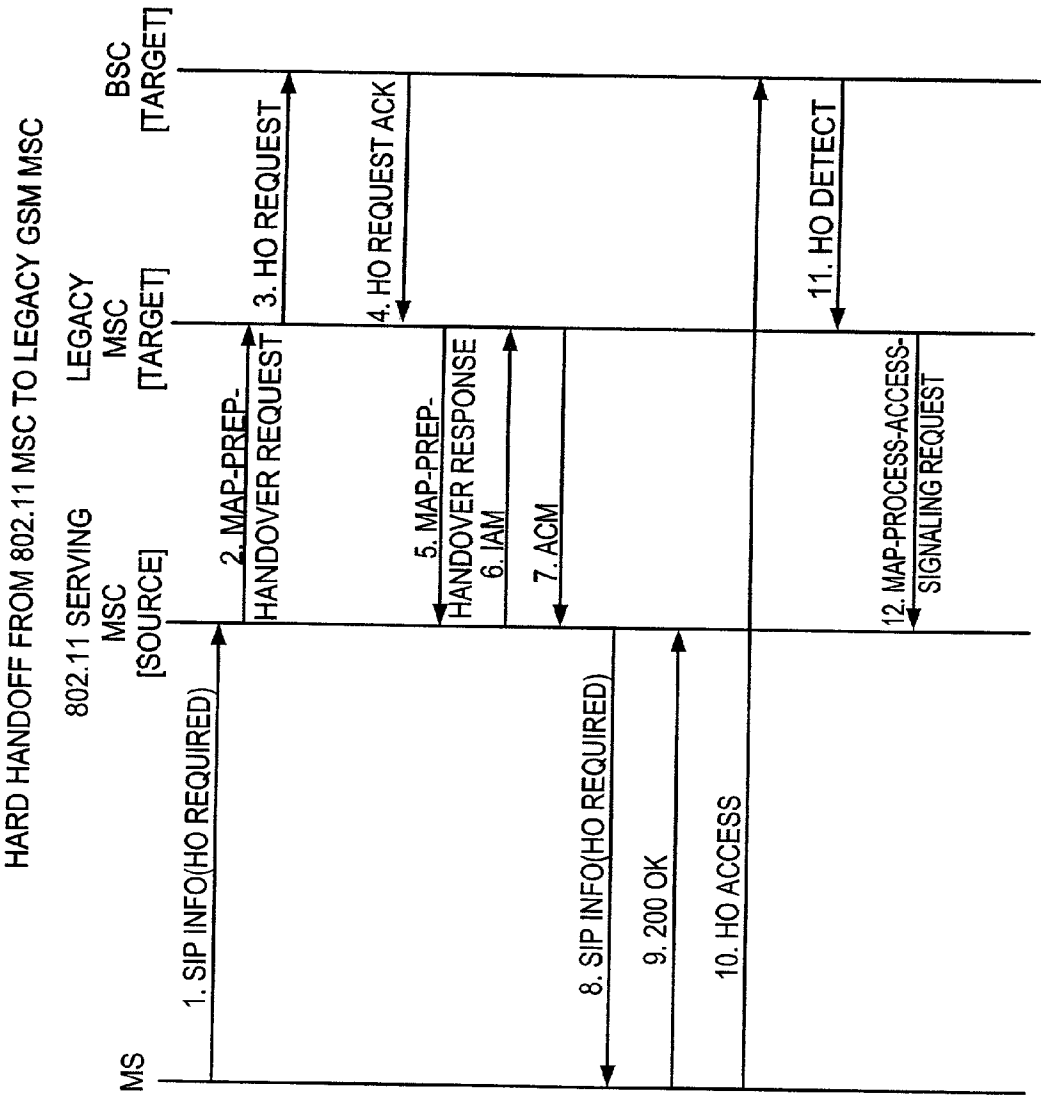 HARD HANDOFF FROM 802.11 MSC TO LEGACY GSM MSC
MS
802.11 SERVING
MSC
[SOURCE]
LEGACY
MSC
[TARGET]
BSC
[TARGET]
1. SIP INFO(HO REQUIRED)
2. MAP-PREP-
HANDOVER REQUEST
3. HO REQUEST
4. HO REQUEST ACK
5. MAP-PREP-
HANDOVER RESPONSE
6. IAM
7. ACM
8. SIP INFO(HO REQUIRED)
9. 200 OK
10. HO ACCESS
11. HO DETECT
12. MAP-PROCESS-ACCESS-
SIGNALING REQUEST